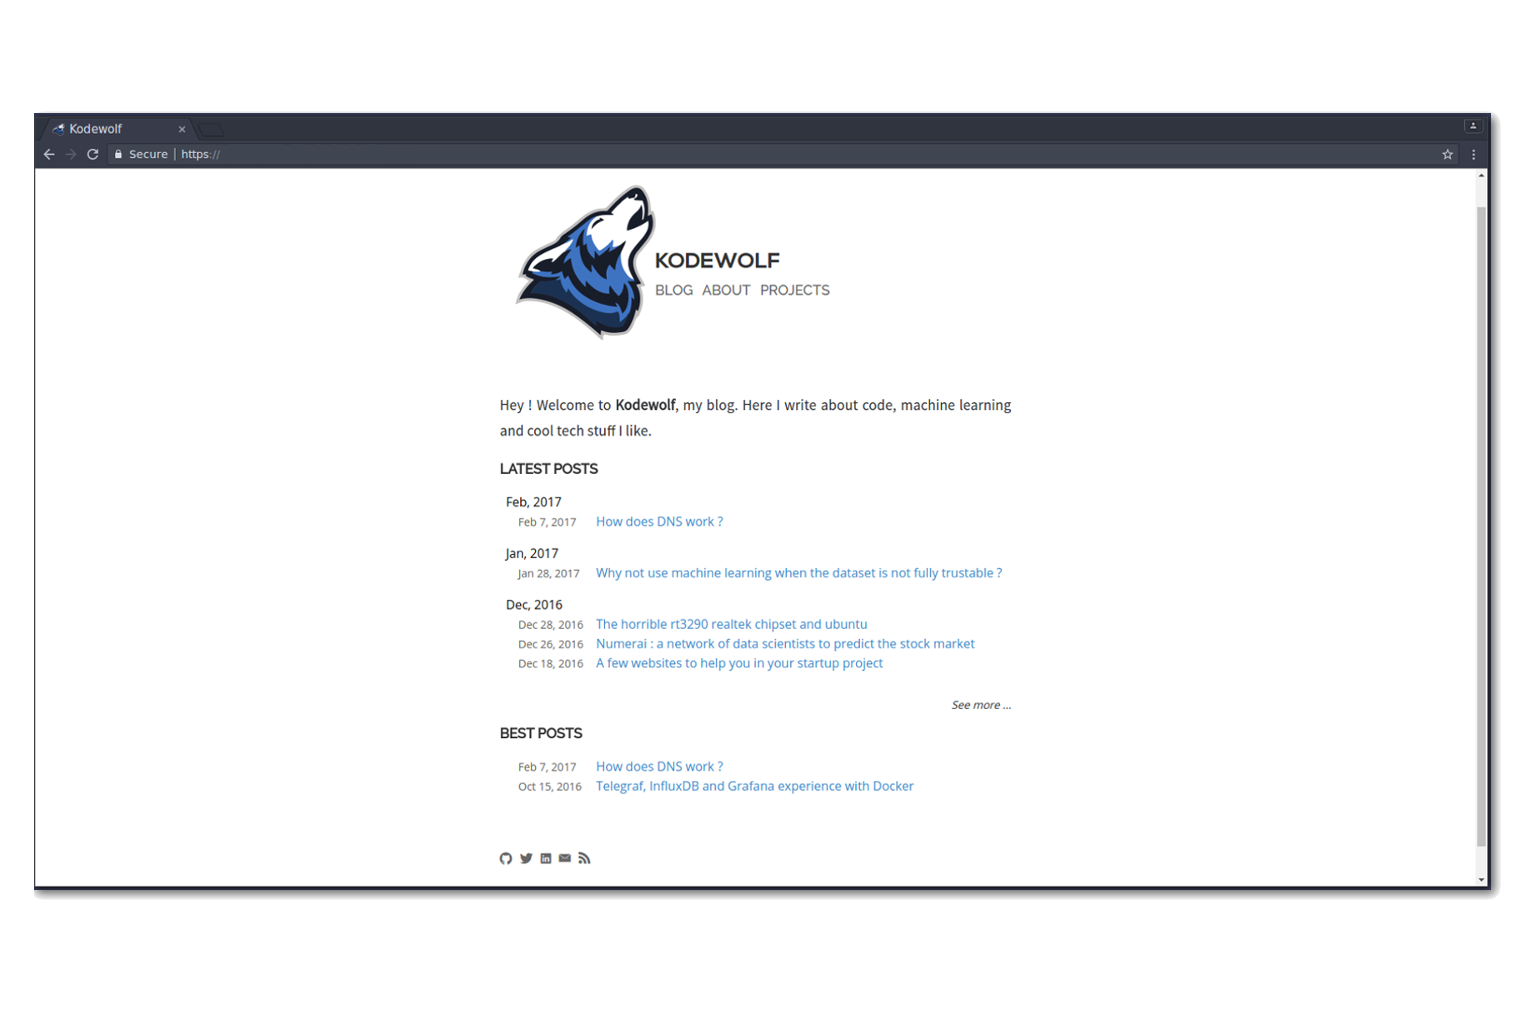 Kodewolf
Secure | https://
KODEWOLF
BLOG ABOUT PROJECTS
Hey ! Welcome to Kodewolf, my blog. Here I write about code, machine learning
and cool tech stuff I like.
LATEST POSTS
Feb, 2017
Feb 7, 2017 How does DNS work ?
Jan, 2017
Jan 28, 2017 Why not use machine learning when the dataset is not fully trustable ?
Dec, 2016
Dec 28, 2016 The horrible rt3290 realtek chipset and ubuntu
Dec 26, 2016 Numerai : a network of data scientists to predict the stock market
Dec 18, 2016 A few websites to help you in your startup project
See more ...
BEST POSTS
Feb 7, 2017 How does DNS work ?
Oct 15, 2016 Telegraf, InfluxDB and Grafana experience with Docker